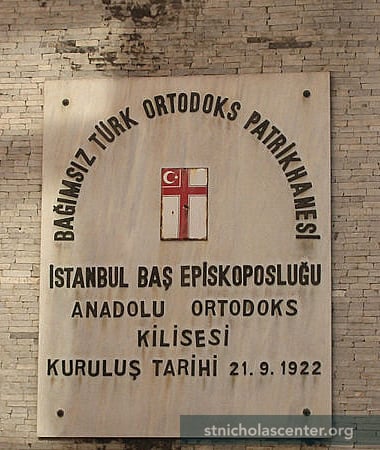 BAĞIMSIZ TÜRK ORTODOKS PATRİKHANESİ
İSTANBUL BAŞ EPİSKOPOSLUĞU
ANADOLU ORTODOKS
KİLİSESİ
KURULUŞ TARİHİ 21.9.1922
stnicholascenter.org